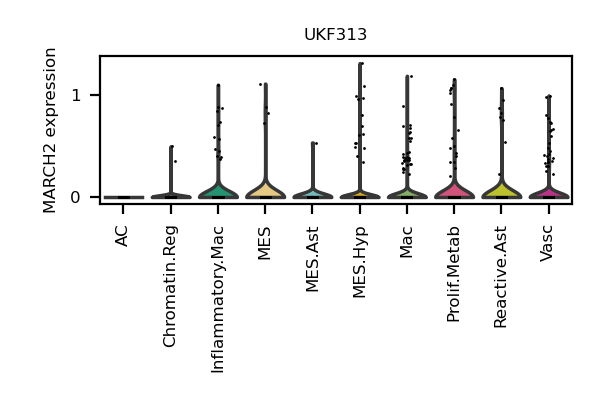 UKF313
MARCH2 expression
1
0
AC
Chromatin.Reg
Inflammatory.Mac
MES
MES.Ast
MES.Hyp
Mac
Prolif.Metab
Reactive.Ast
Vasc